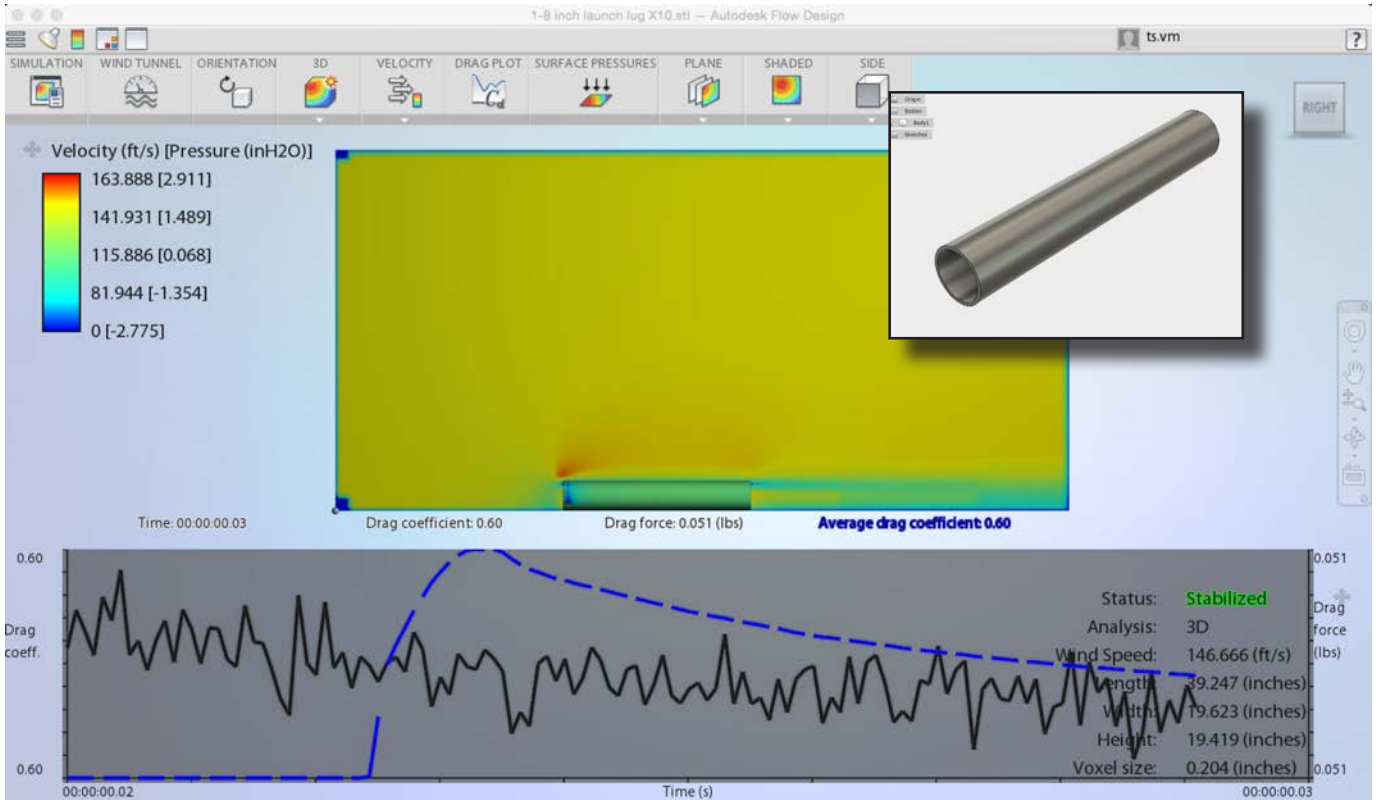 1-8 inch launch lug X10.stl — Autodesk Flow Design
ts.vm
?
SIMULATION WIND TUNNEL ORIENTATION 3D VELOCITY DRAG PLOT SURFACE PRESSURES PLANE SHADED SIDE
Cd
RIGHT
Origin
Bodies
Body1
Sketches
Velocity (ft/s) [Pressure (inH2O)]
163.888 [2.911]
141.931 [1.489]
115.886 [0.068]
81.944 [-1.354]
0 [-2.775]
Time: 00:00:00.03 Drag coefficient: 0.60 Drag force: 0.051 (lbs) Average drag coefficient: 0.60
0.60
Drag
coeff.
0.60
0.051
Drag
force
(lbs)
0.051
Status: Stabilized
Analysis: 3D
Wind Speed: 146.666 (ft/s)
Length: 39.247 (inches)
Width: 19.623 (inches)
Height: 19.419 (inches)
Voxel size: 0.204 (inches)
00:00:00.02 Time (s) 00:00:00.03